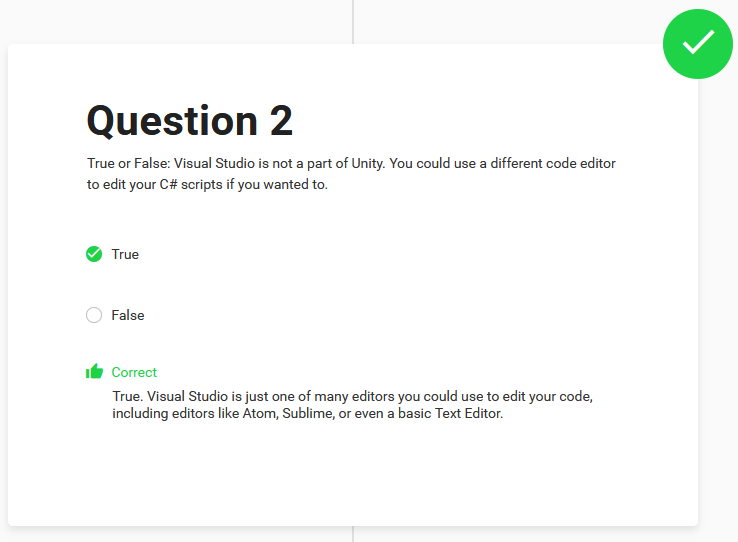 Question 2
True or False: Visual Studio is not a part of Unity. You could use a different code editor
to edit your C# scripts if you wanted to.
True
False
Correct
True. Visual Studio is just one of many editors you could use to edit your code,
including editors like Atom, Sublime, or even a basic Text Editor.